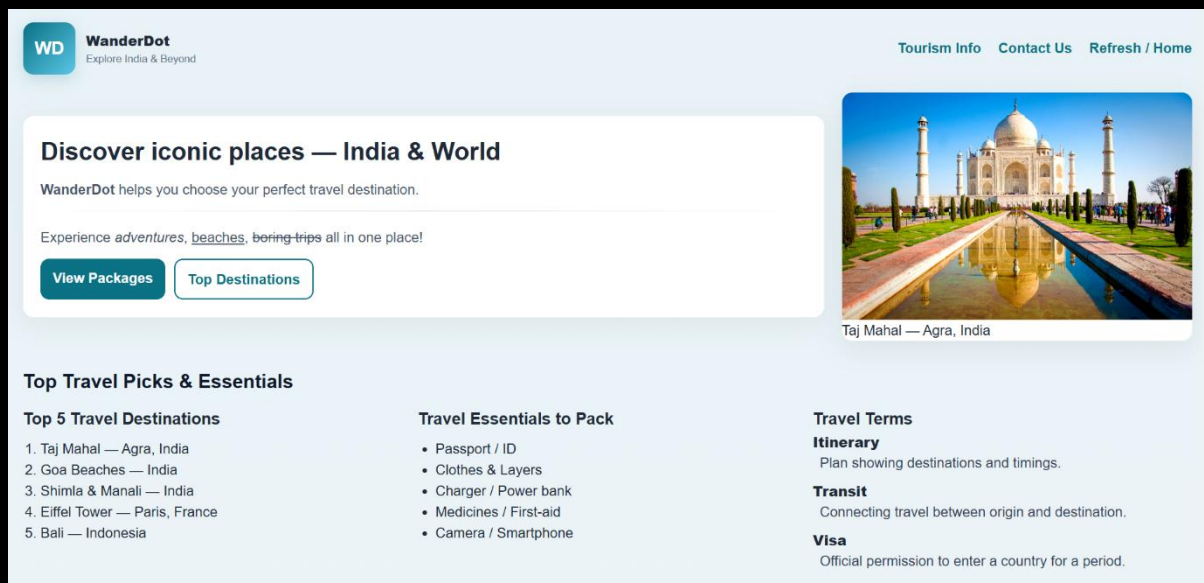 WD
WanderDot
Explore India & Beyond
Tourism Info Contact Us Refresh / Home
Discover iconic places — India & World
WanderDot helps you choose your perfect travel destination.
Experience adventures, beaches, boring trips all in one place!
View Packages Top Destinations
Taj Mahal — Agra, India
Top Travel Picks & Essentials
Top 5 Travel Destinations
1. Taj Mahal — Agra, India
2. Goa Beaches — India
3. Shimla & Manali — India
4. Eiffel Tower — Paris, France
5. Bali — Indonesia
Travel Essentials to Pack
• Passport / ID
• Clothes & Layers
• Charger / Power bank
• Medicines / First-aid
• Camera / Smartphone
Travel Terms
Itinerary
Plan showing destinations and timings.
Transit
Connecting travel between origin and destination.
Visa
Official permission to enter a country for a period.